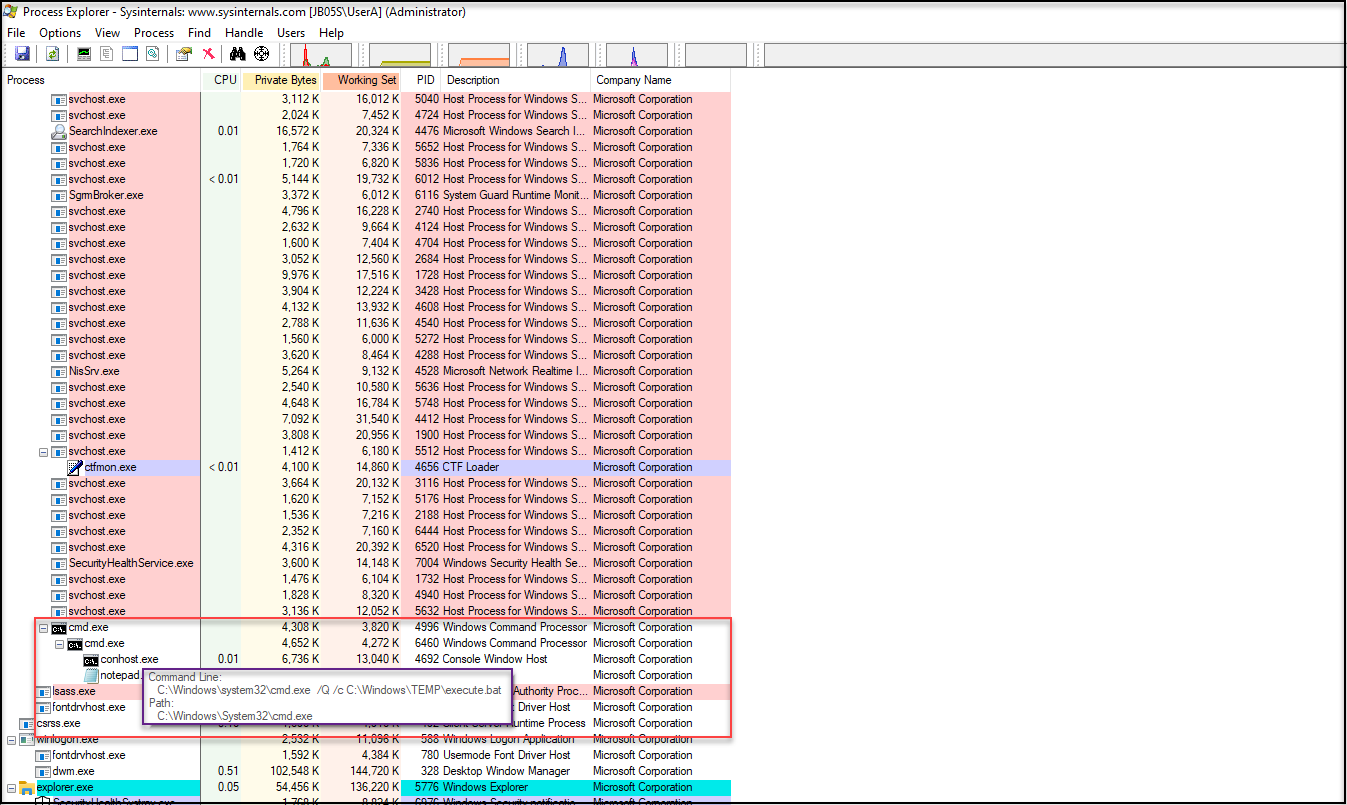 Process Explorer - Sysinternals: www.sysinternals.com [JB05S\UserA] (Administrator)
File Options View Process Find Handle Users Help
Process CPU Private Bytes Working Set PID Description Company Name
svchost.exe 3,112 K 16,012 K 5040 Host Process for Windows S... Microsoft Corporation
svchost.exe 2,024 K 7,452 K 4724 Host Process for Windows S... Microsoft Corporation
SearchIndexer.exe 0.01 16,572 K 20,324 K 4476 Microsoft Windows Search I... Microsoft Corporation
svchost.exe 1,764 K 7,336 K 5652 Host Process for Windows S... Microsoft Corporation
svchost.exe 1,720 K 6,820 K 5836 Host Process for Windows S... Microsoft Corporation
svchost.exe < 0.01 5,144 K 19,732 K 6012 Host Process for Windows S... Microsoft Corporation
SgrmBroker.exe 3,372 K 6,012 K 6116 System Guard Runtime Monit... Microsoft Corporation
svchost.exe 4,796 K 16,228 K 2740 Host Process for Windows S... Microsoft Corporation
svchost.exe 2,632 K 9,664 K 4124 Host Process for Windows S... Microsoft Corporation
svchost.exe 1,600 K 7,404 K 4704 Host Process for Windows S... Microsoft Corporation
svchost.exe 3,052 K 12,560 K 2684 Host Process for Windows S... Microsoft Corporation
svchost.exe 9,976 K 17,516 K 1728 Host Process for Windows S... Microsoft Corporation
svchost.exe 3,904 K 12,224 K 3428 Host Process for Windows S... Microsoft Corporation
svchost.exe 4,132 K 13,932 K 4608 Host Process for Windows S... Microsoft Corporation
svchost.exe 2,788 K 11,636 K 4540 Host Process for Windows S... Microsoft Corporation
svchost.exe 1,560 K 6,000 K 5272 Host Process for Windows S... Microsoft Corporation
svchost.exe 3,620 K 8,464 K 4288 Host Process for Windows S... Microsoft Corporation
NisSrv.exe 5,264 K 9,132 K 4528 Microsoft Network Realtime I... Microsoft Corporation
svchost.exe 2,540 K 10,580 K 5636 Host Process for Windows S... Microsoft Corporation
svchost.exe 4,648 K 16,784 K 5748 Host Process for Windows S... Microsoft Corporation
svchost.exe 7,092 K 31,540 K 4412 Host Process for Windows S... Microsoft Corporation
svchost.exe 3,808 K 20,956 K 1900 Host Process for Windows S... Microsoft Corporation
svchost.exe 1,412 K 6,180 K 5512 Host Process for Windows S... Microsoft Corporation
ctfmon.exe < 0.01 4,100 K 14,860 K 4656 CTF Loader Microsoft Corporation
svchost.exe 3,664 K 20,132 K 3116 Host Process for Windows S... Microsoft Corporation
svchost.exe 1,620 K 7,152 K 5176 Host Process for Windows S... Microsoft Corporation
svchost.exe 1,536 K 7,216 K 2188 Host Process for Windows S... Microsoft Corporation
svchost.exe 2,352 K 7,160 K 6444 Host Process for Windows S... Microsoft Corporation
svchost.exe 4,316 K 20,392 K 6520 Host Process for Windows S... Microsoft Corporation
SecurityHealthService.exe 3,600 K 14,148 K 7004 Windows Security Health Se... Microsoft Corporation
svchost.exe 1,476 K 6,104 K 1732 Host Process for Windows S... Microsoft Corporation
svchost.exe 1,828 K 8,320 K 4940 Host Process for Windows S... Microsoft Corporation
svchost.exe 3,136 K 12,052 K 5632 Host Process for Windows S... Microsoft Corporation
cmd.exe 4,308 K 3,820 K 4996 Windows Command Processor Microsoft Corporation
cmd.exe 4,652 K 4,272 K 6460 Windows Command Processor Microsoft Corporation
conhost.exe 0.01 6,736 K 13,040 K 4692 Console Window Host Microsoft Corporation
notepad. Microsoft Corporation
Command Line:
C:\Windows\system32\cmd.exe /Q /c C:\Windows\TEMP\execute.bat
Path:
C:\Windows\System32\cmd.exe
lsass.exe Authority Proc... Microsoft Corporation
fontdrvhost.exe Driver Host Microsoft Corporation
csrss.exe Runtime Process Microsoft Corporation
winlogon.exe 2,532 K 11,096 K 588 Windows Logon Application Microsoft Corporation
fontdrvhost.exe 1,592 K 4,384 K 780 Usermode Font Driver Host Microsoft Corporation
dwm.exe 0.51 102,548 K 144,720 K 328 Desktop Window Manager Microsoft Corporation
explorer.exe 0.05 54,456 K 136,220 K 5776 Windows Explorer Microsoft Corporation